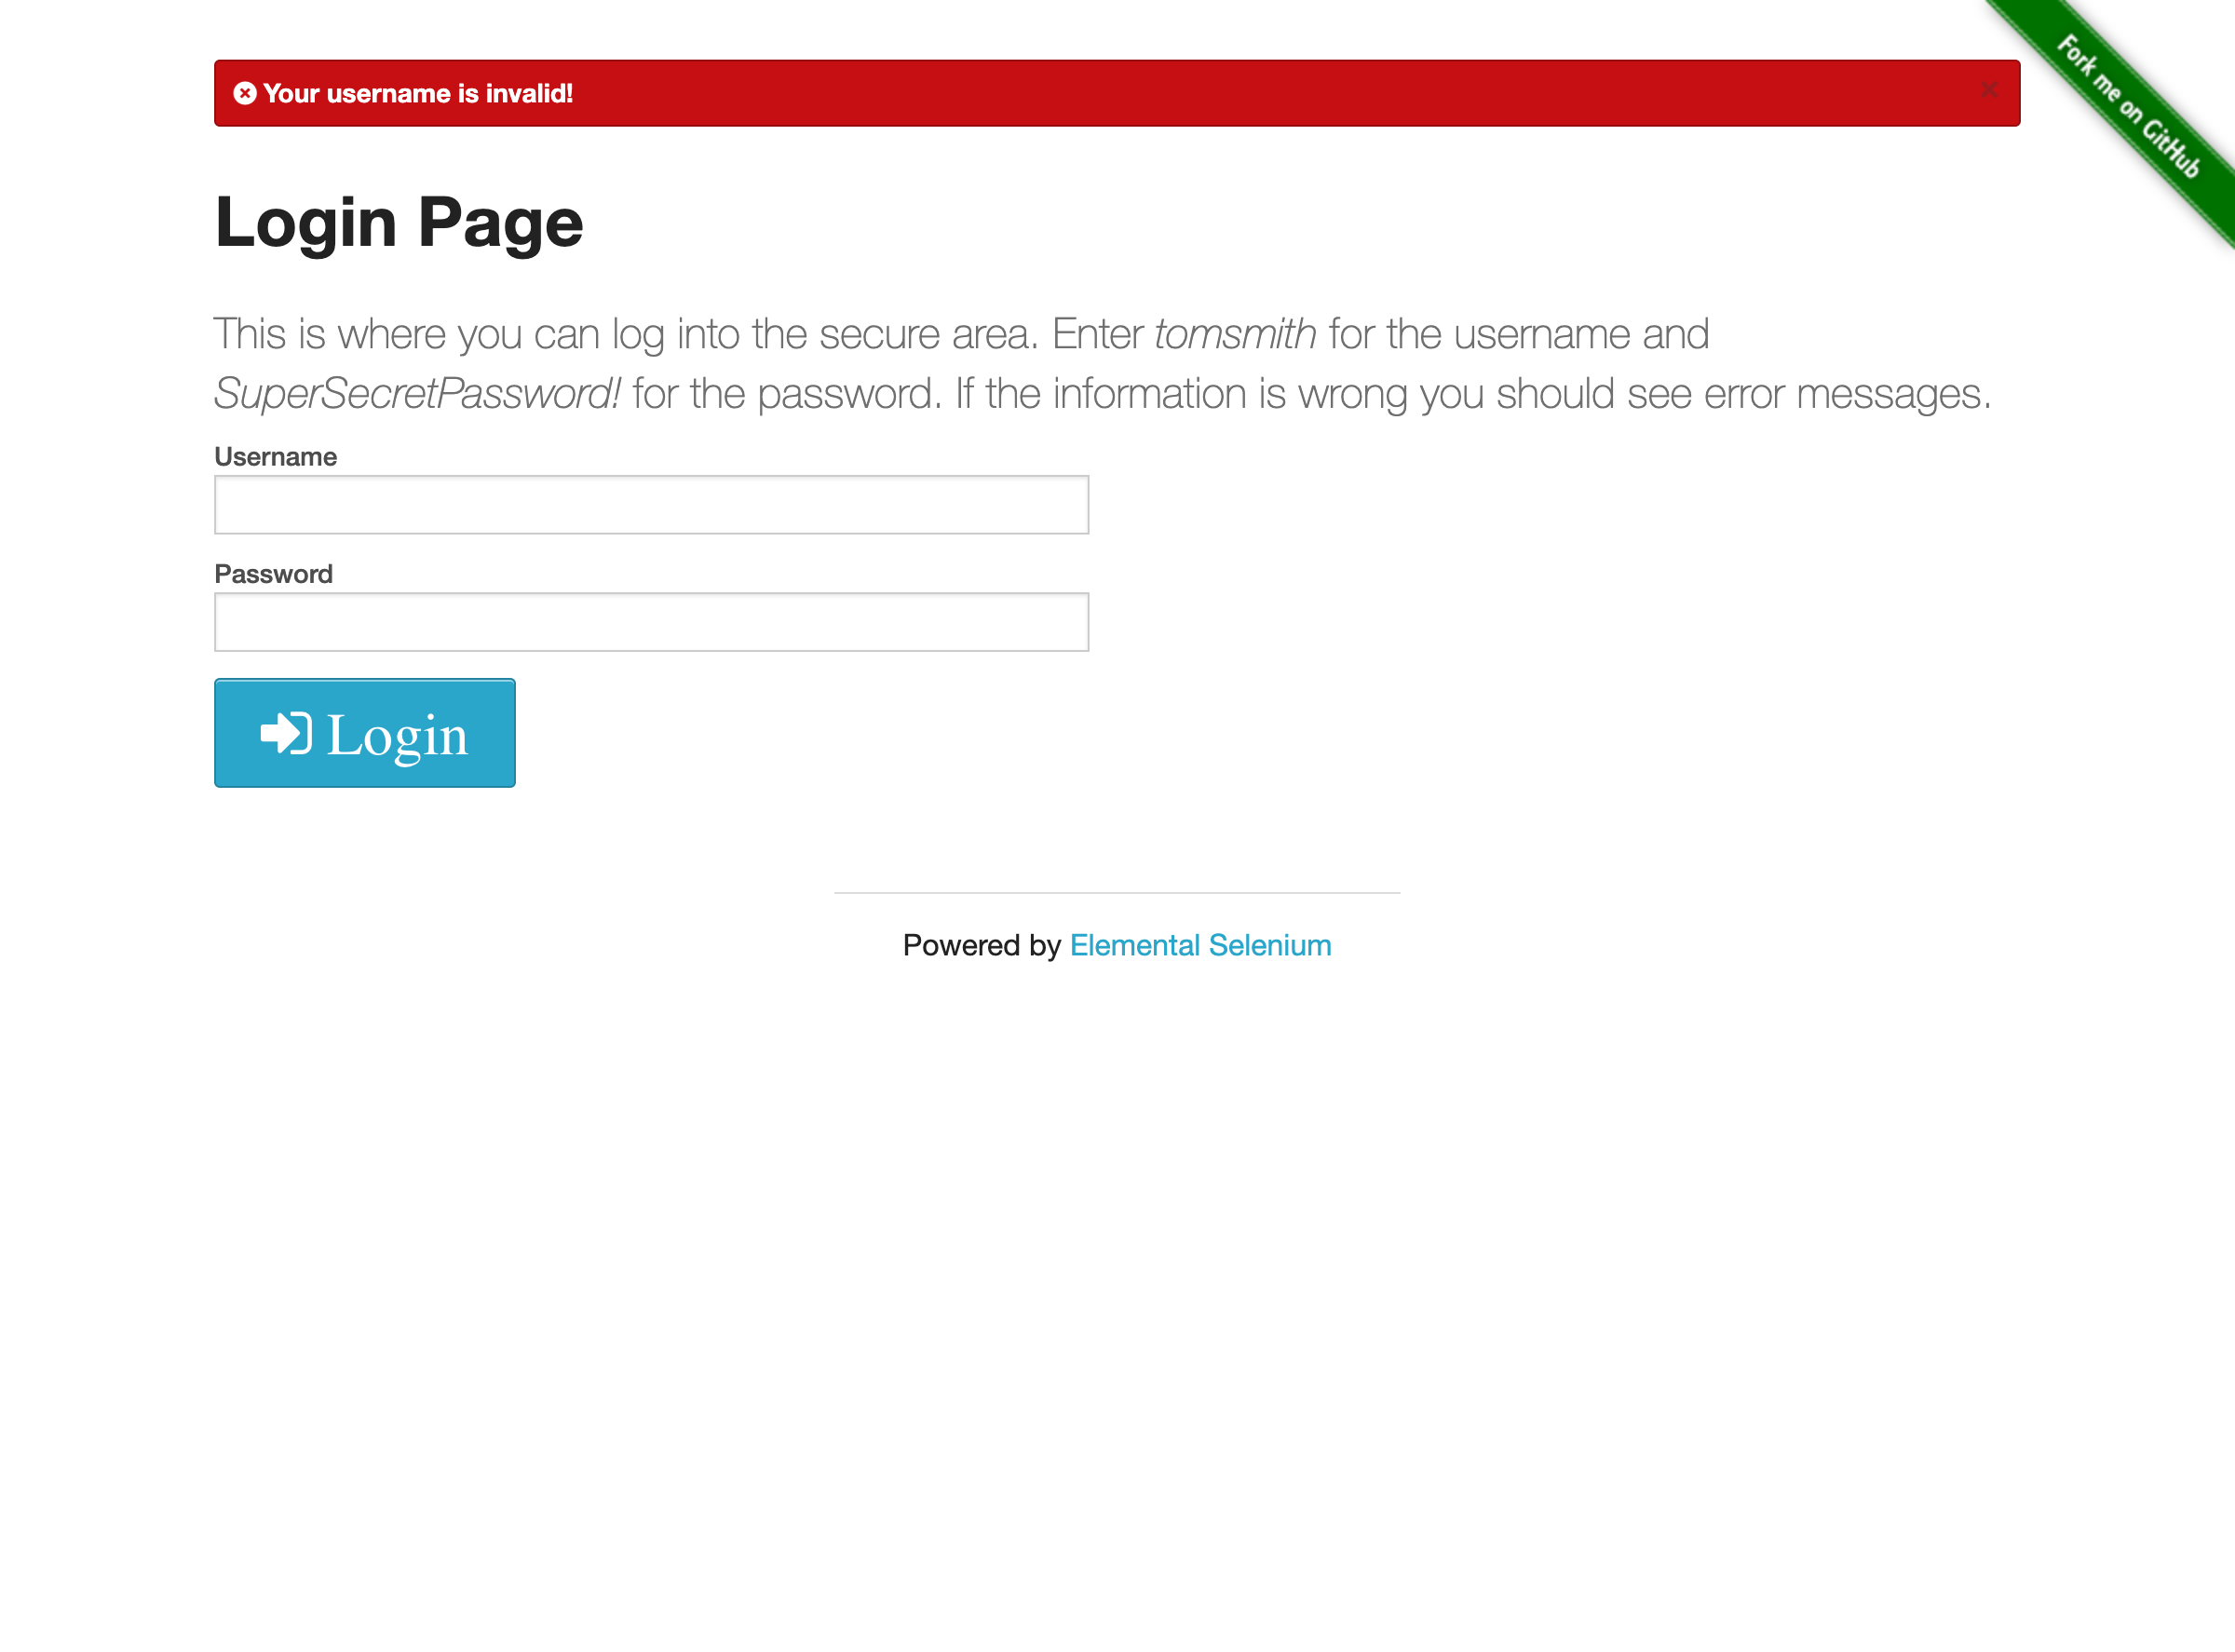 Fork me on GitHub
Your username is invalid!
Login Page
This is where you can log into the secure area. Enter tomsmith for the username and
SuperSecretPassword! for the password. If the information is wrong you should see error messages.
Username
Password
Login
Powered by Elemental Selenium